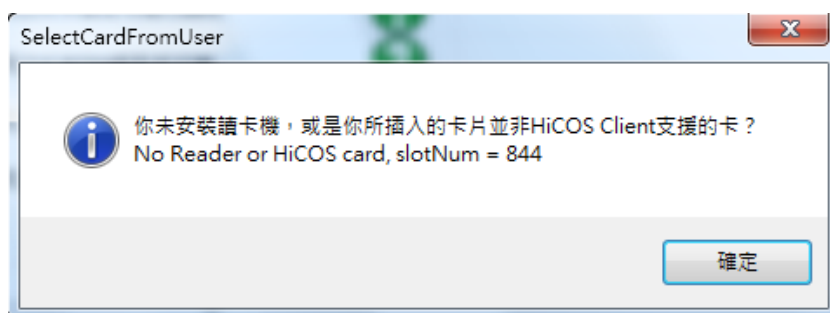 SelectCardFromUser
你未安裝讀卡機，或是你所插入的卡片並非HiCOS Client支援的卡？
No Reader or HiCOS card, slotNum = 844
確定